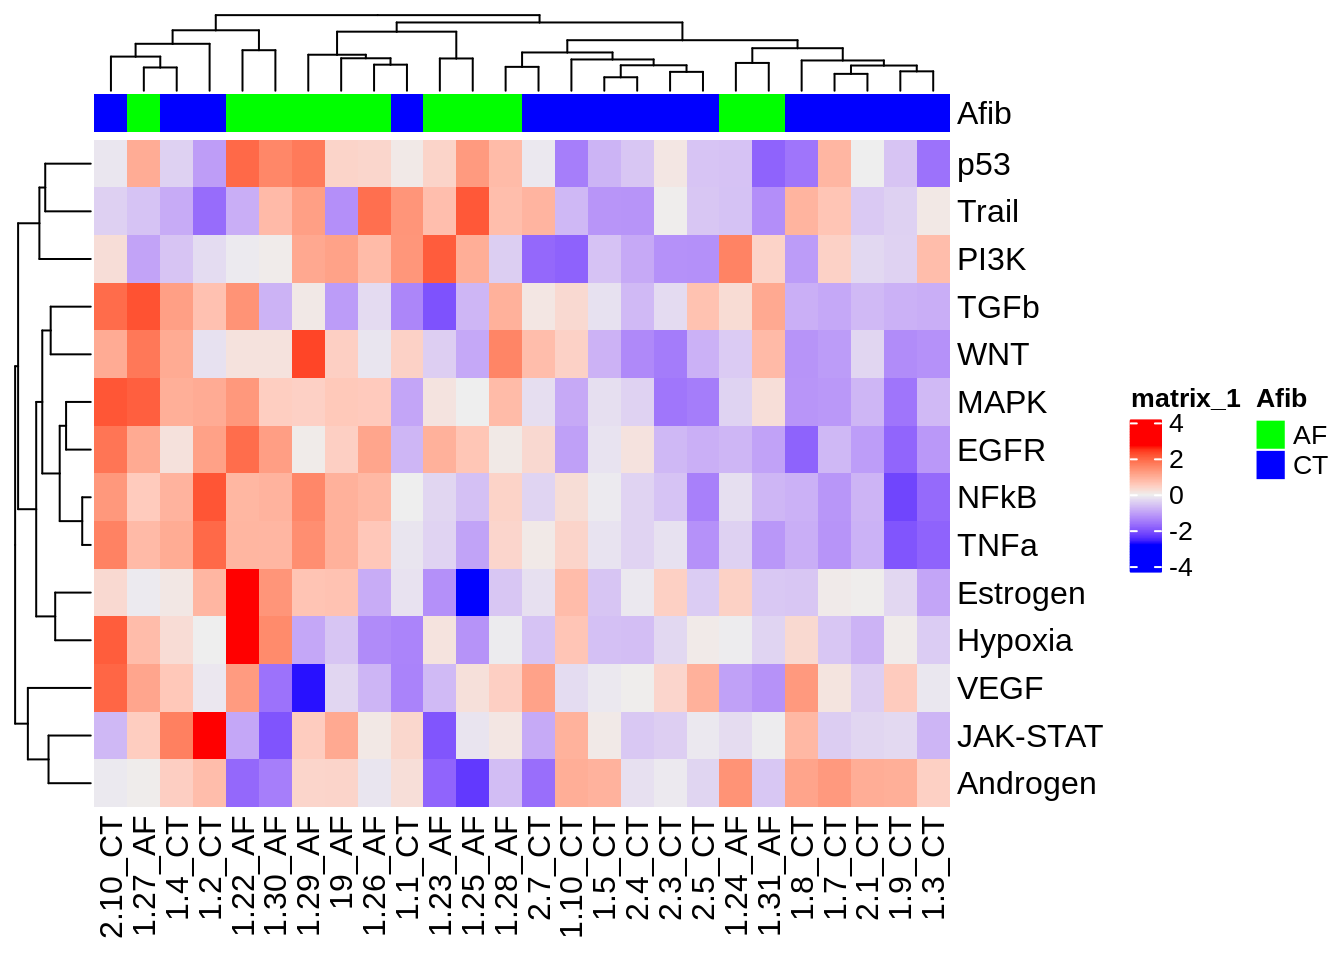 Afib
p53
Trail
PI3K
TGFb
WNT
MAPK
EGFR
NFkB
TNFa
Estrogen
Hypoxia
VEGF
JAK-STAT
Androgen
2.10_CT
1.27_AF
1.4_CT
1.2_CT
1.22_AF
1.30_AF
1.29_AF
19_AF
1.26_AF
1.1_CT
1.23_AF
1.25_AF
1.28_AF
2.7_CT
1.10_CT
1.5_CT
2.4_CT
2.3_CT
2.5_CT
1.24_AF
1.31_AF
1.8_CT
1.7_CT
2.1_CT
1.9_CT
1.3_CT
matrix_1
4
2
0
-2
-4
Afib
AF
CT